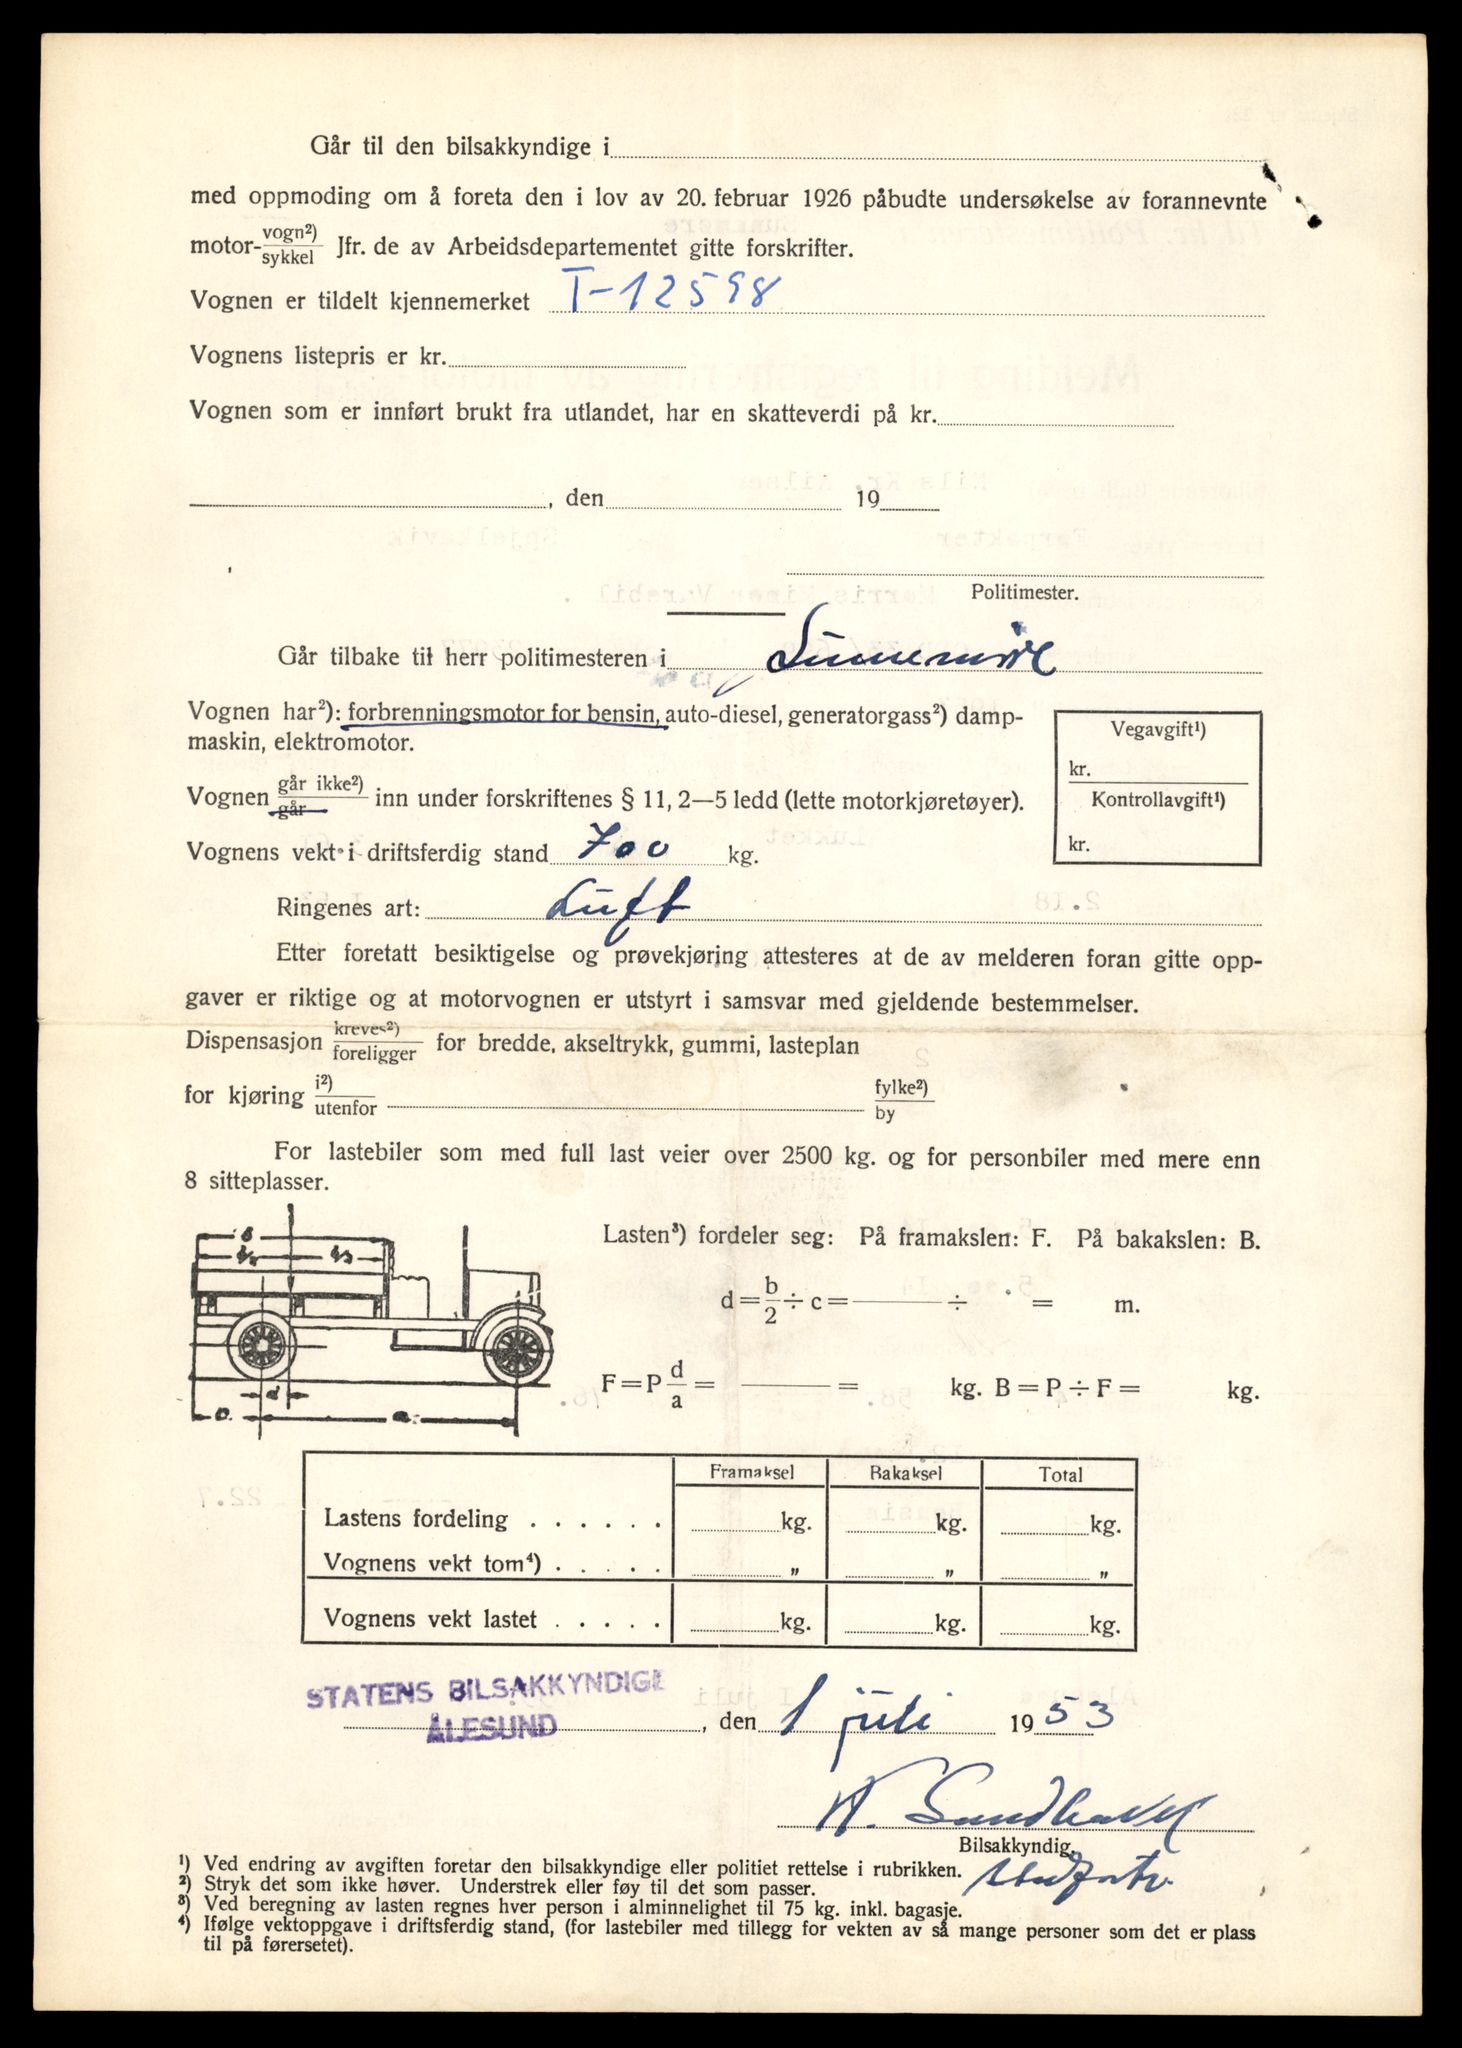 Går til den bilsakkyndige i
med oppmoding om å foreta den i lov av 20. februar 1926 påbudte undersøkelse av forannevnte
motor- vogn²) / sykkel Jfr. de av Arbeidsdepartementet gitte forskrifter.
Vognen er tildelt kjennemerket T-12598
Vognens listepris er kr.
Vognen som er innført brukt fra utlandet, har en skatteverdi på kr.
, den 19
Politimester.
Går tilbake til herr politimesteren i Sunnmøre
Vognen har²): forbrenningsmotor for bensin, auto-diesel, generatorgass²) damp-
maskin, elektromotor.
Vegavgift¹)
kr.
Kontrollavgift¹)
kr.
Vognen går ikke²) / går inn under forskriftenes § 11, 2—5 ledd (lette motorkjøretøyer).
Vognens vekt i driftsferdig stand 700 kg.
Ringenes art: Luft
Etter foretatt besiktigelse og prøvekjøring attesteres at de av melderen foran gitte opp-
gaver er riktige og at motorvognen er utstyrt i samsvar med gjeldende bestemmelser.
Dispensasjon kreves²) / foreligger for bredde, akseltrykk, gummi, lasteplan
for kjøring i²) / utenfor fylke²) / by
For lastebiler som med full last veier over 2500 kg. og for personbiler med mere enn
8 sitteplasser.
Lasten³) fordeler seg: På framakslen: F. På bakakslen: B.
d = b/2 ÷ c = ÷ = m.
F = P d/a = = kg. B = P ÷ F = kg.
Framaksel Bakaksel Total
Lastens fordeling . . . . . . kg. kg. kg.
Vognens vekt tom⁴) . . . . . „ „ „
Vognens vekt lastet . . . . . kg. kg. kg.
STATENS BILSAKKYNDIGE
ÅLESUND , den 1 juli 1953
Bilsakkyndig.
¹) Ved endring av avgiften foretar den bilsakkyndige eller politiet rettelse i rubrikken.
²) Stryk det som ikke høver. Understrek eller føy til det som passer.
³) Ved beregning av lasten regnes hver person i alminnelighet til 75 kg. inkl. bagasje.
⁴) Ifølge vektoppgave i driftsferdig stand, (for lastebiler med tillegg for vekten av så mange personer som det er plass
til på førersetet).